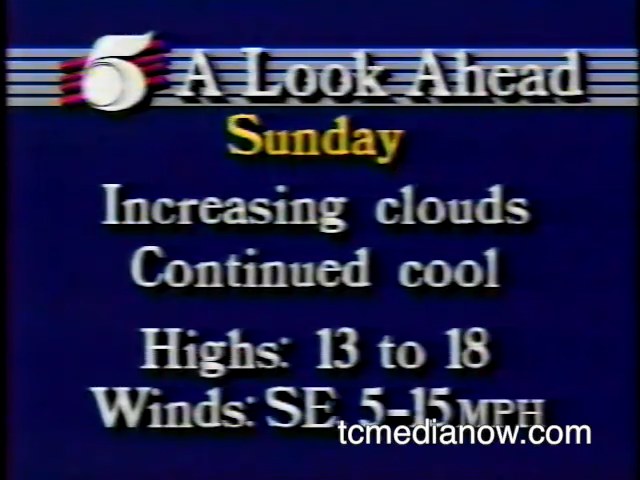 5 A Look Ahead
Sunday
Increasing clouds
Continued cool
Highs: 13 to 18
Winds: SE 5-15 MPH
tcmedianow.com